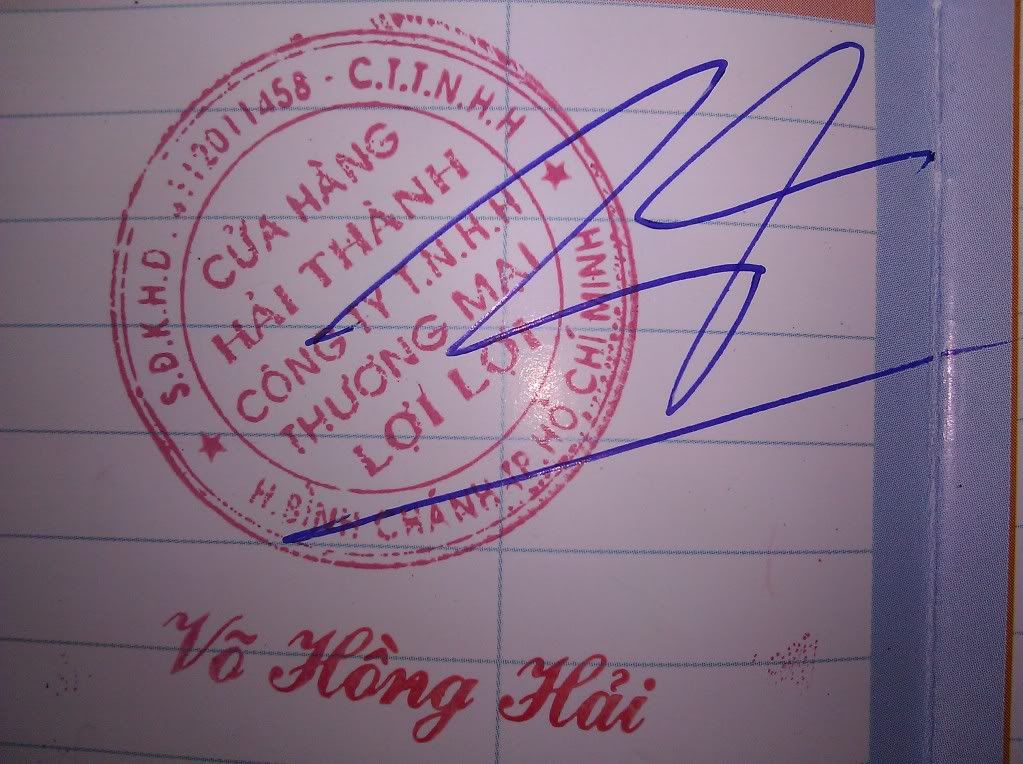 S.Đ.K.H.D 2011458 - C.T.T.N.H.H
CỬA HÀNG
HẢI THÀNH
CÔNG TY T.N.H.H
THƯƠNG MẠI
LỢI LỢI
H.BÌNH CHÁNH TP.HỒ CHÍ MINH
Võ Hồng Hải